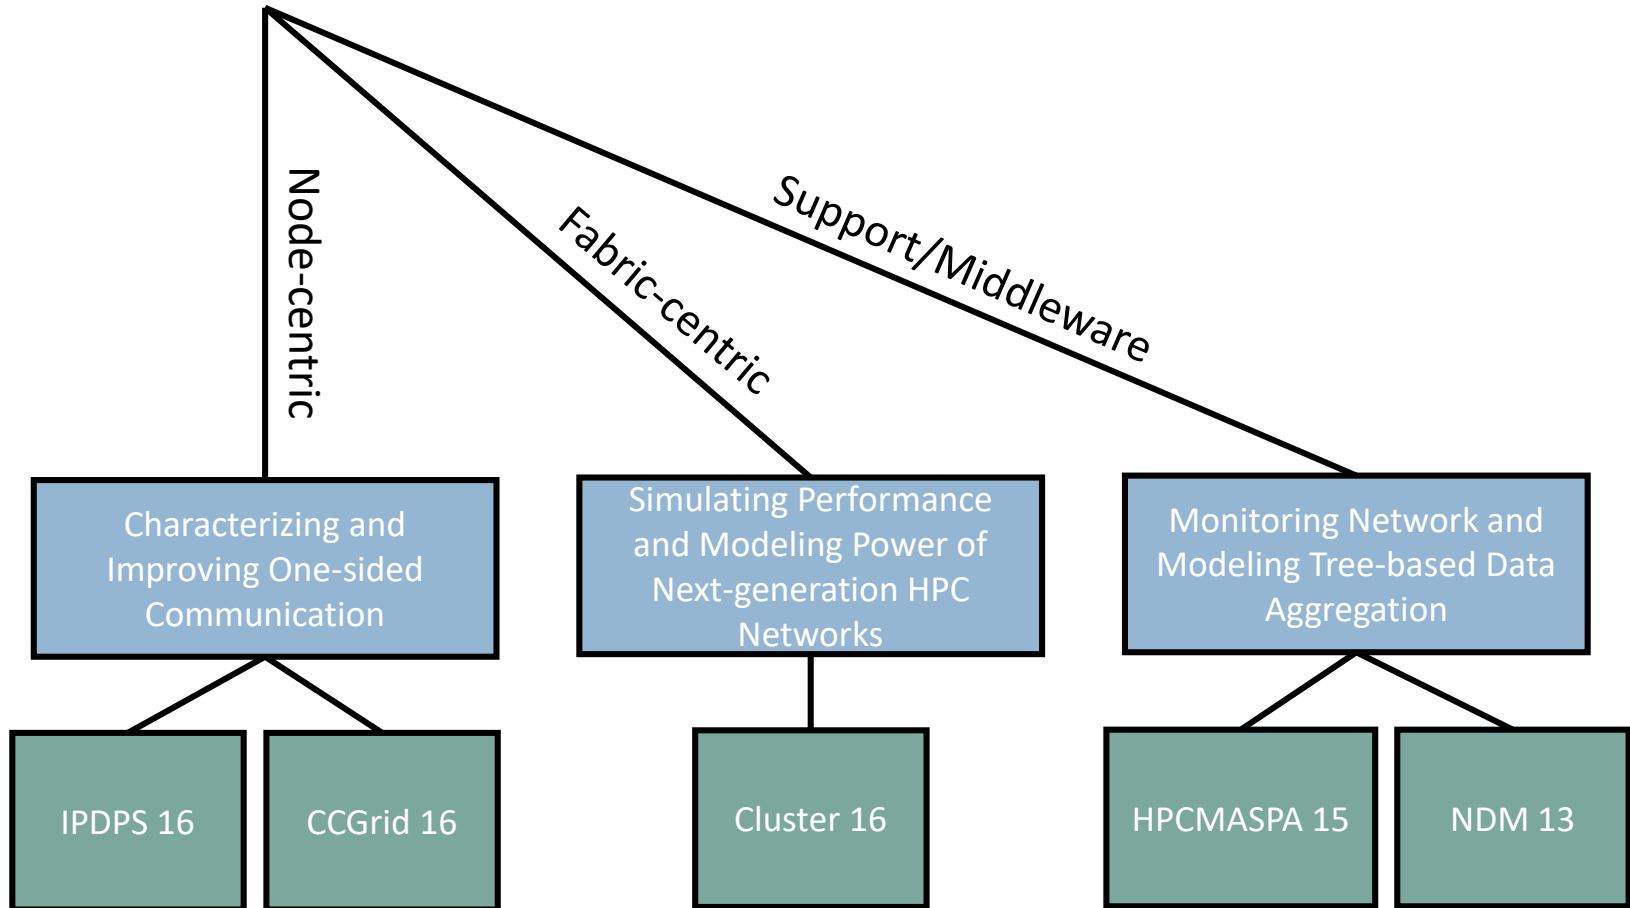 Node-centric
Fabric-centric
Support/Middleware
Characterizing and
Improving One-sided
Communication
Simulating Performance
and Modeling Power of
Next-generation HPC
Networks
Monitoring Network and
Modeling Tree-based Data
Aggregation
IPDPS 16
CCGrid 16
Cluster 16
HPCMASPA 15
NDM 13